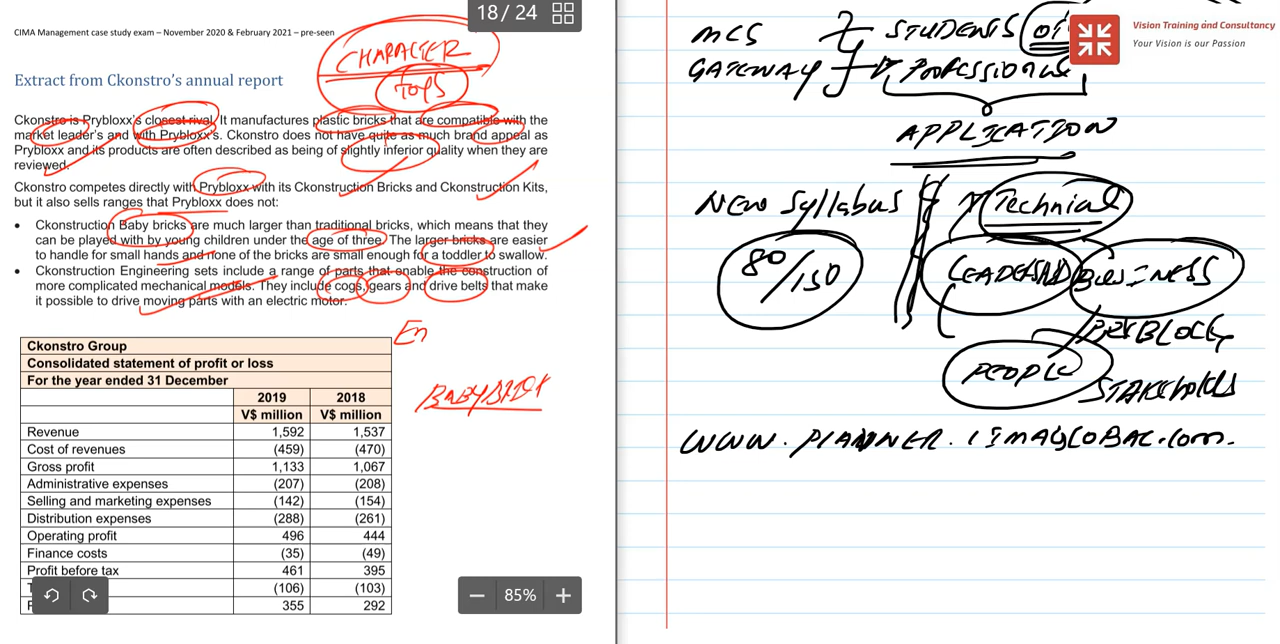 18 / 24
CIMA Management case study exam – November 2020 & February 2021 – pre-seen
CHARACTER
TOYS
Extract from Ckonstro's annual report
Ckonstro is Prybloxx's closest rival. It manufactures plastic bricks that are compatible with the
market leader's and with Prybloxx's. Ckonstro does not have quite as much brand appeal as
Prybloxx and its products are often described as being of slightly inferior quality when they are
reviewed.
Ckonstro competes directly with Prybloxx with its Ckonstruction Bricks and Ckonstruction Kits,
but it also sells ranges that Prybloxx does not:
• Ckonstruction Baby bricks are much larger than traditional bricks, which means that they
can be played with by young children under the age of three. The larger bricks are easier
to handle for small hands and none of the bricks are small enough for a toddler to swallow.
• Ckonstruction Engineering sets include a range of parts that enable the construction of
more complicated mechanical models. They include cogs, gears and drive belts that make
it possible to drive moving parts with an electric motor.
En
BABYBRICK
Ckonstro Group
Consolidated statement of profit or loss
For the year ended 31 December
2019 2018
V$ million V$ million
Revenue 1,592 1,537
Cost of revenues (459) (470)
Gross profit 1,133 1,067
Administrative expenses (207) (208)
Selling and marketing expenses (142) (154)
Distribution expenses (288) (261)
Operating profit 496 444
Finance costs (35) (49)
Profit before tax 461 395
(106) (103)
355 292
85%
MCS STUDENTS
GATEWAY PROFESSIONALS
APPLICATION
New Syllabus Technical
80/150 LEADERSHIP BUSINESS
PRYBLOCX
PEOPLE
STAKEHOLDERS
WWW.PLANNER.CIMAGLOBAL.COM.
Vision Training and Consultancy
Your Vision is our Passion